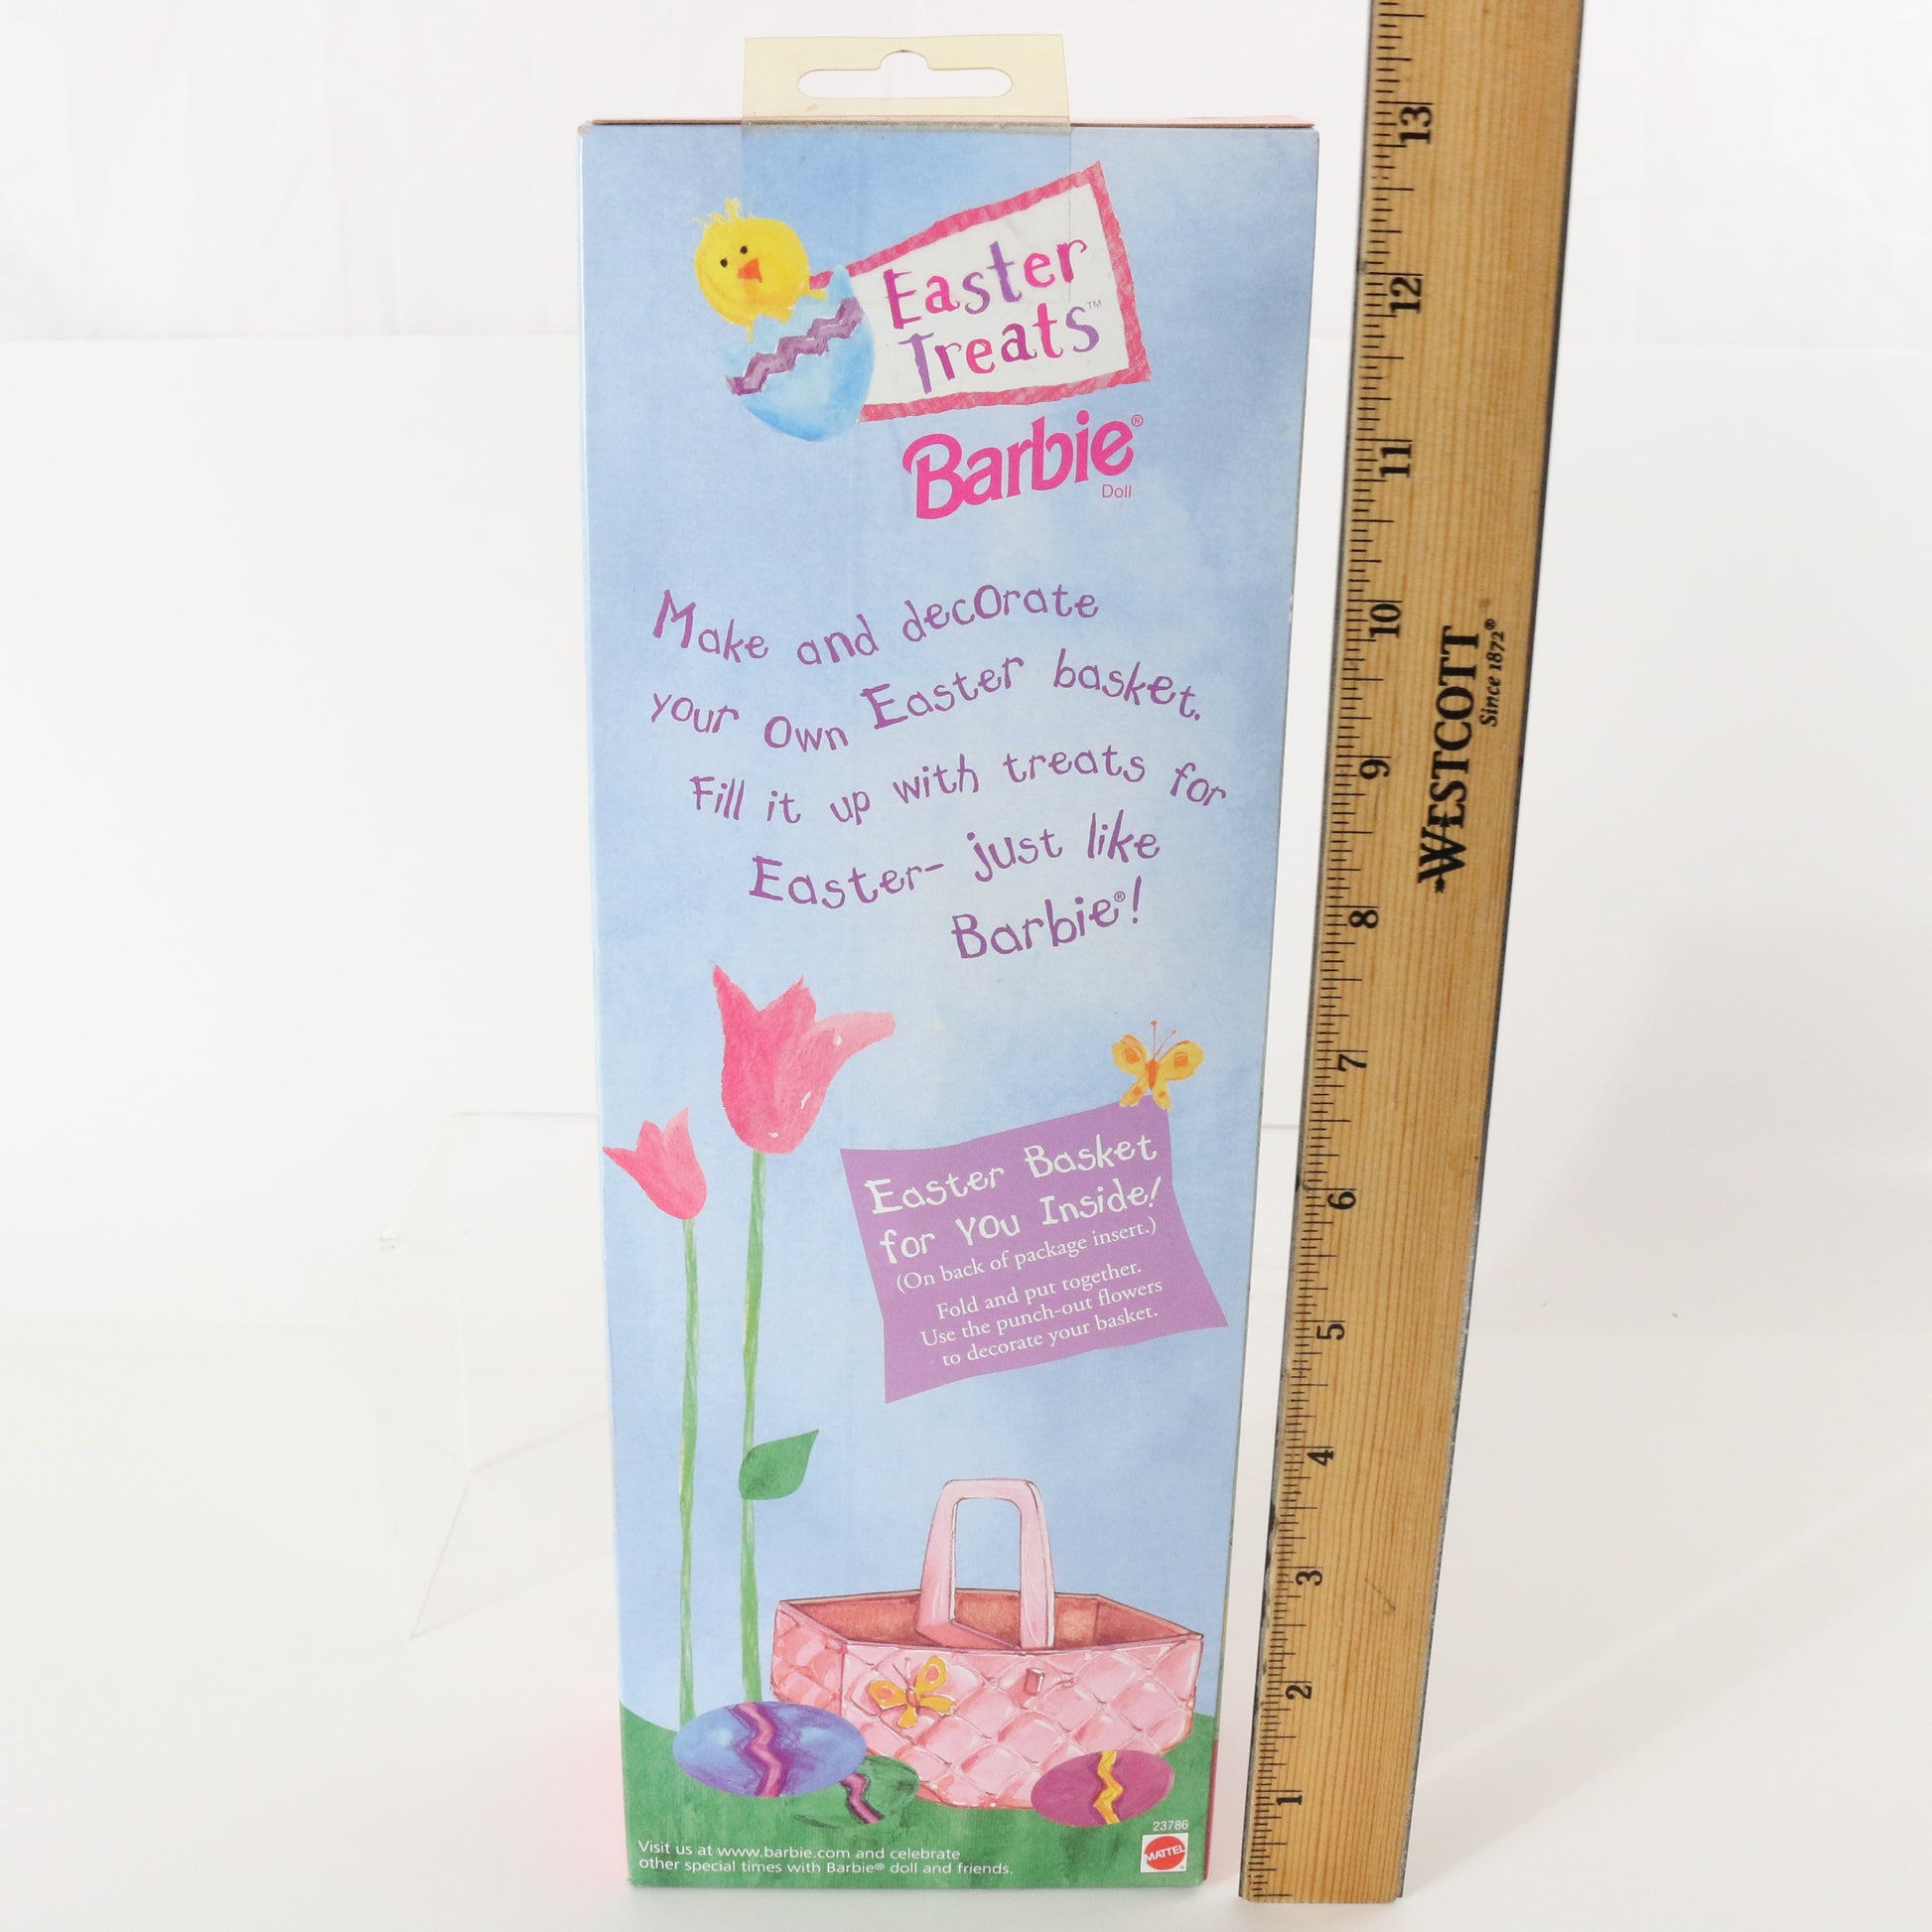 Easter
Treats™
Barbie®
Doll
Make and decorate
your own Easter basket.
Fill it up with treats for
Easter- just like
Barbie®!
Easter Basket
for You Inside!
(On back of package insert.)
Fold and put together.
Use the punch-out flowers
to decorate your basket.
23786
MATTEL
Visit us at www.barbie.com and celebrate
other special times with Barbie® doll and friends.
13
12
11
10
9
8
7
6
5
4
3
2
1
WESTCOTT
Since 1872®